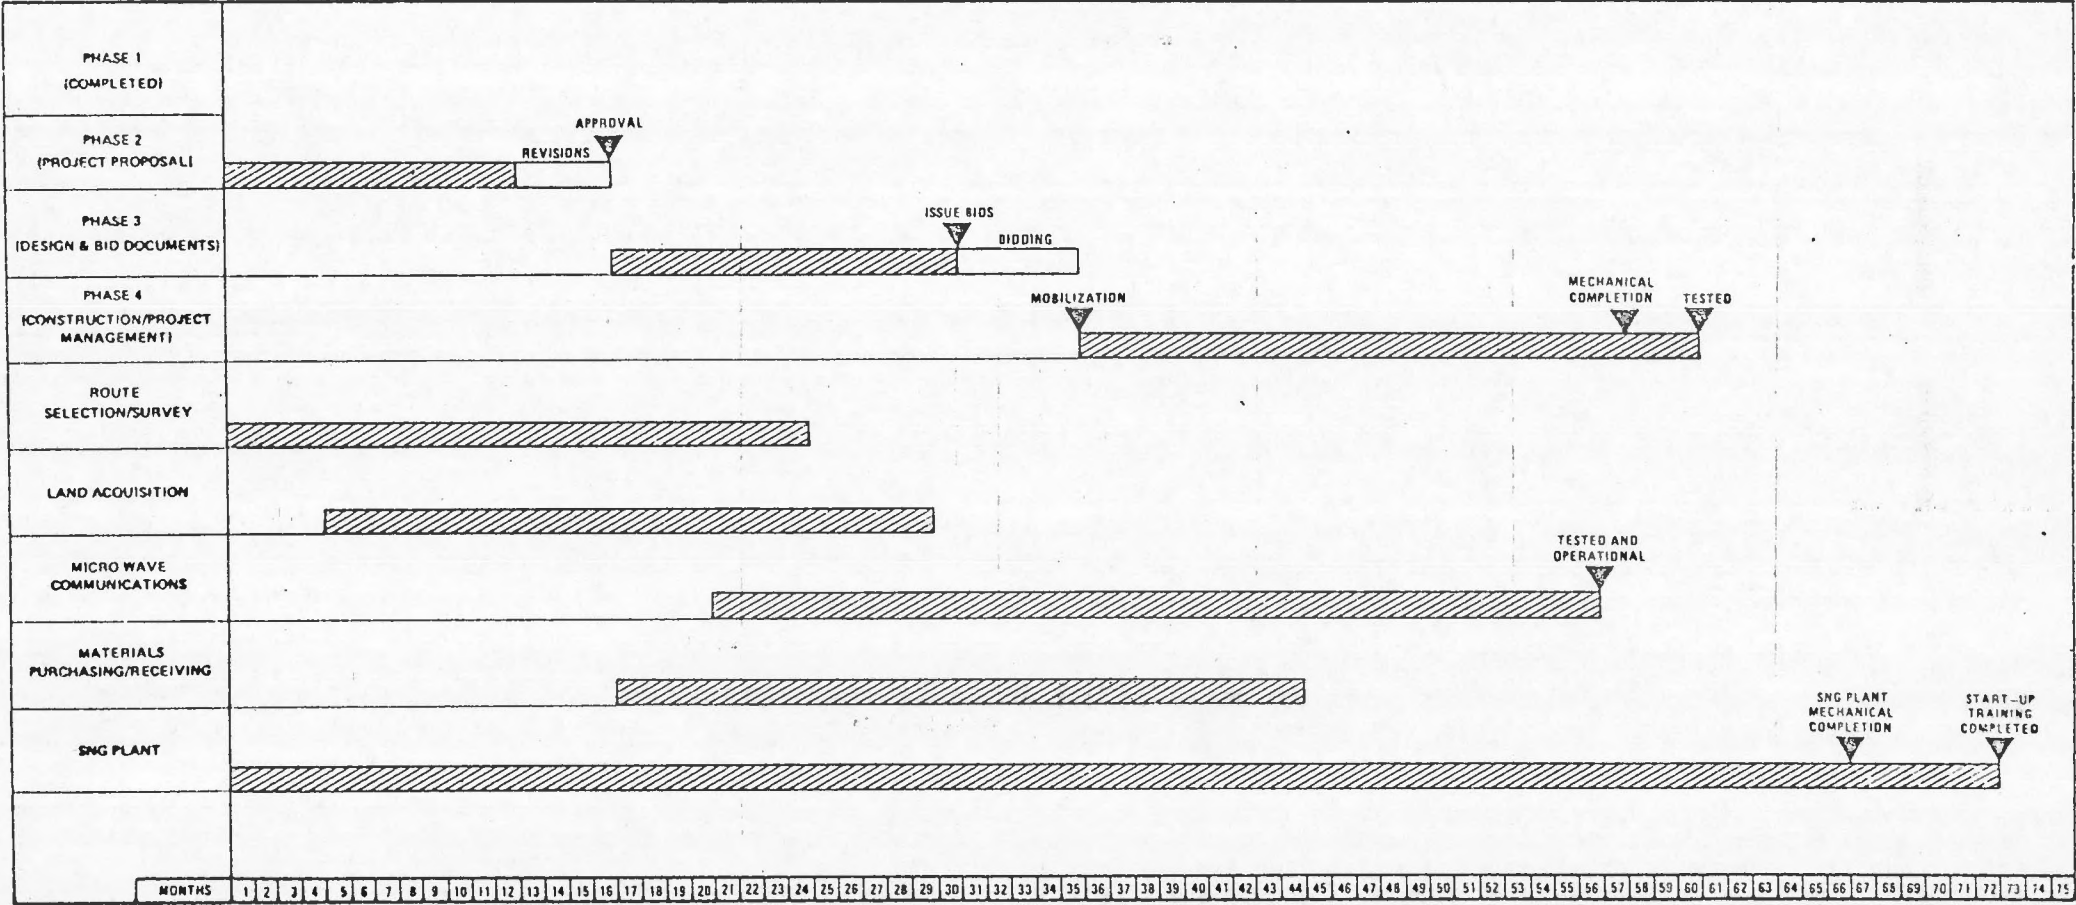 PHASE 1
(COMPLETED)
APPROVAL
PHASE 2
(PROJECT PROPOSAL)
REVISIONS
PHASE 3
(DESIGN & BID DOCUMENTS)
ISSUE BIDS
BIDDING
PHASE 4
(CONSTRUCTION/PROJECT
MANAGEMENT)
MOBILIZATION
MECHANICAL
COMPLETION
TESTED
ROUTE
SELECTION/SURVEY
LAND ACQUISITION
MICRO WAVE
COMMUNICATIONS
TESTED AND
OPERATIONAL
MATERIALS
PURCHASING/RECEIVING
SNG PLANT
SNG PLANT
MECHANICAL
COMPLETION
START-UP
TRAINING
COMPLETED
MONTHS 1 2 3 4 5 6 7 8 9 10 11 12 13 14 15 16 17 18 19 20 21 22 23 24 25 26 27 28 29 30 31 32 33 34 35 36 37 38 39 40 41 42 43 44 45 46 47 48 49 50 51 52 53 54 55 56 57 58 59 60 61 62 63 64 65 66 67 68 69 70 71 72 73 74 75